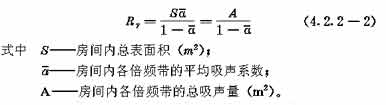 R_r = Sā / (1 − ā) = A / (1 − ā) (4.2.2－2)
式中 S——房间内总表面积（m²）；
ā——房间内各倍频带的平均吸声系数；
A——房间内各倍频带的总吸声量（m²）。